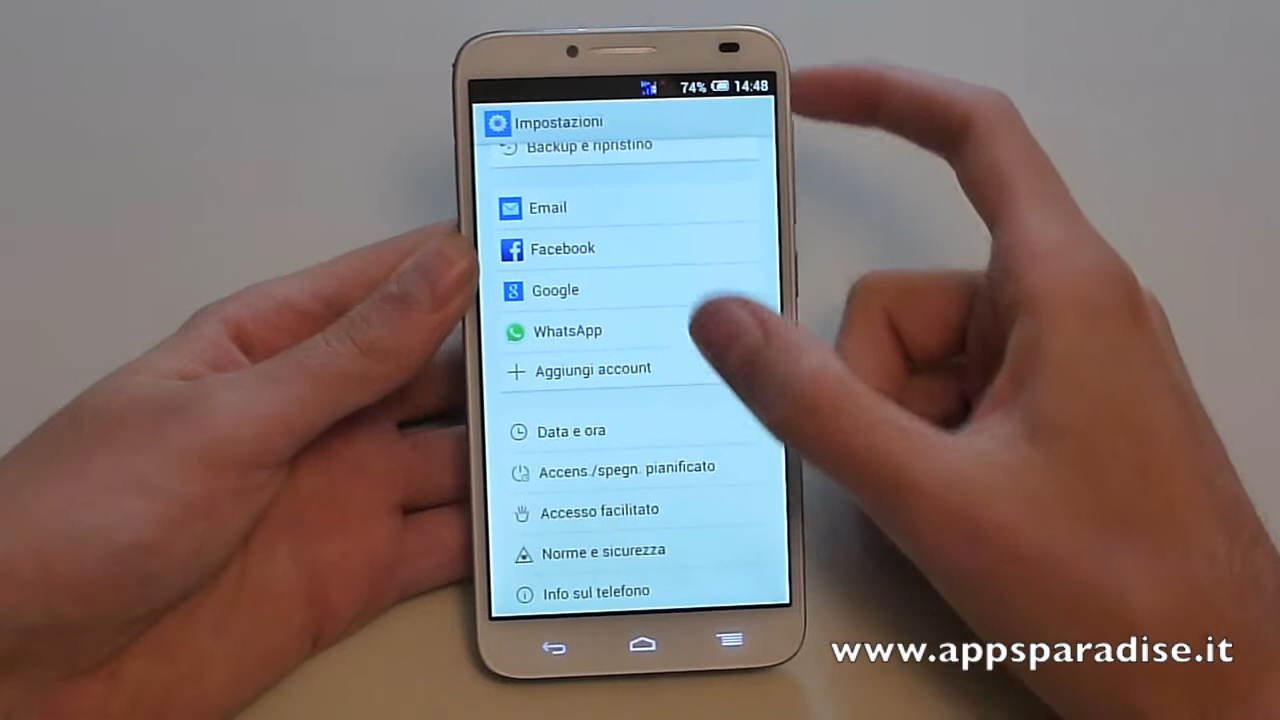 74% 14:48
Impostazioni
Backup e ripristino
Email
Facebook
Google
WhatsApp
Aggiungi account
Data e ora
Accens./spegn. pianificato
Accesso facilitato
Norme e sicurezza
Info sul telefono
www.appsparadise.it